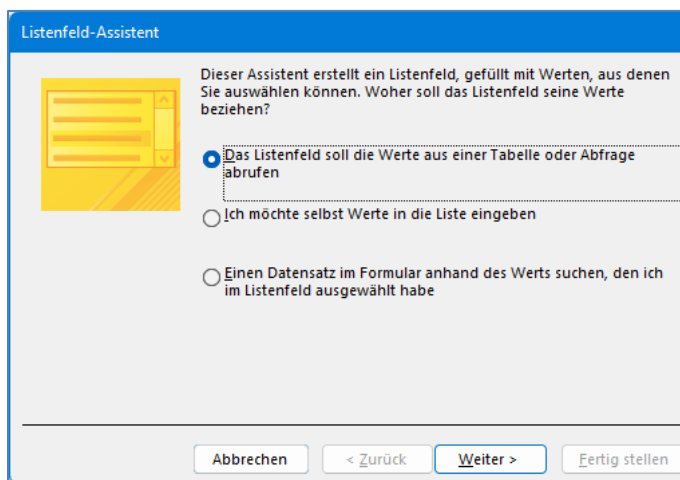 Listenfeld-Assistent
Dieser Assistent erstellt ein Listenfeld, gefüllt mit Werten, aus denen
Sie auswählen können. Woher soll das Listenfeld seine Werte
beziehen?
Das Listenfeld soll die Werte aus einer Tabelle oder Abfrage
abrufen
Ich möchte selbst Werte in die Liste eingeben
Einen Datensatz im Formular anhand des Werts suchen, den ich
im Listenfeld ausgewählt habe
Abbrechen < Zurück Weiter > Fertig stellen